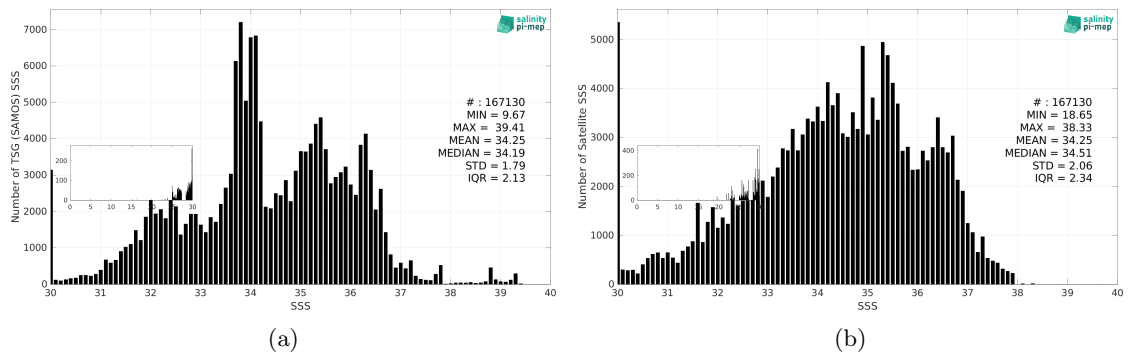 salinity
pi-mep
7000
6000
5000
4000
3000
2000
1000
0
Number of TSG (SAMOS) SSS
# : 167130
MIN = 9.67
MAX = 39.41
MEAN = 34.25
MEDIAN = 34.19
STD = 1.79
IQR = 2.13
200
100
0
0 5 10 15 20 25 30
30 31 32 33 34 35 36 37 38 39 40
SSS
(a)
salinity
pi-mep
5000
4000
3000
2000
1000
0
Number of Satellite SSS
# : 167130
MIN = 18.65
MAX = 38.33
MEAN = 34.25
MEDIAN = 34.51
STD = 2.06
IQR = 2.34
400
200
0
0 5 10 15 20 25 30
30 31 32 33 34 35 36 37 38 39 40
SSS
(b)